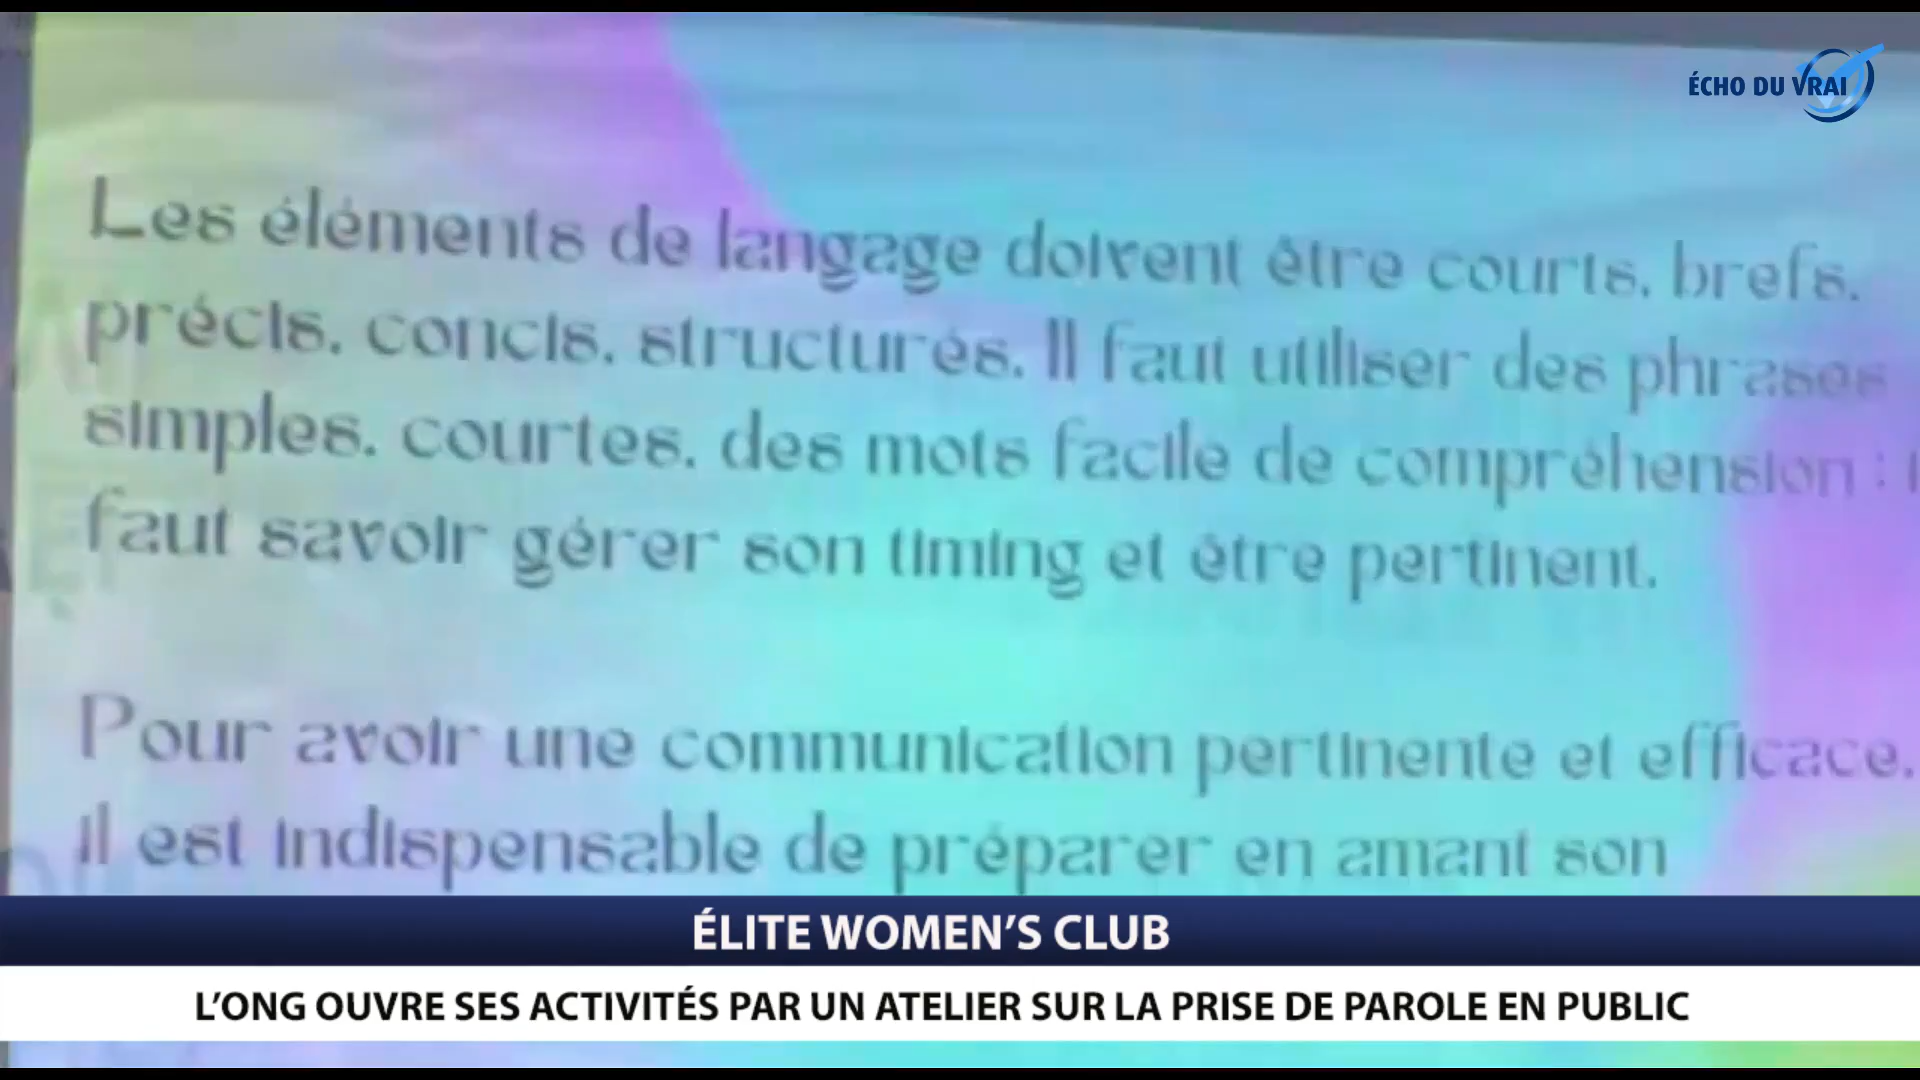 ÉCHO DU VRAI
Les éléments de langage doivent être courts, brefs,
précis, concis, structurés. Il faut utiliser des phrases
simples, courtes, des mots facile de compréhension :
faut savoir gérer son timing et être pertinent.
Pour avoir une communication pertinente et efficace,
il est indispensable de préparer en amant son
ÉLITE WOMEN'S CLUB
L'ONG OUVRE SES ACTIVITÉS PAR UN ATELIER SUR LA PRISE DE PAROLE EN PUBLIC